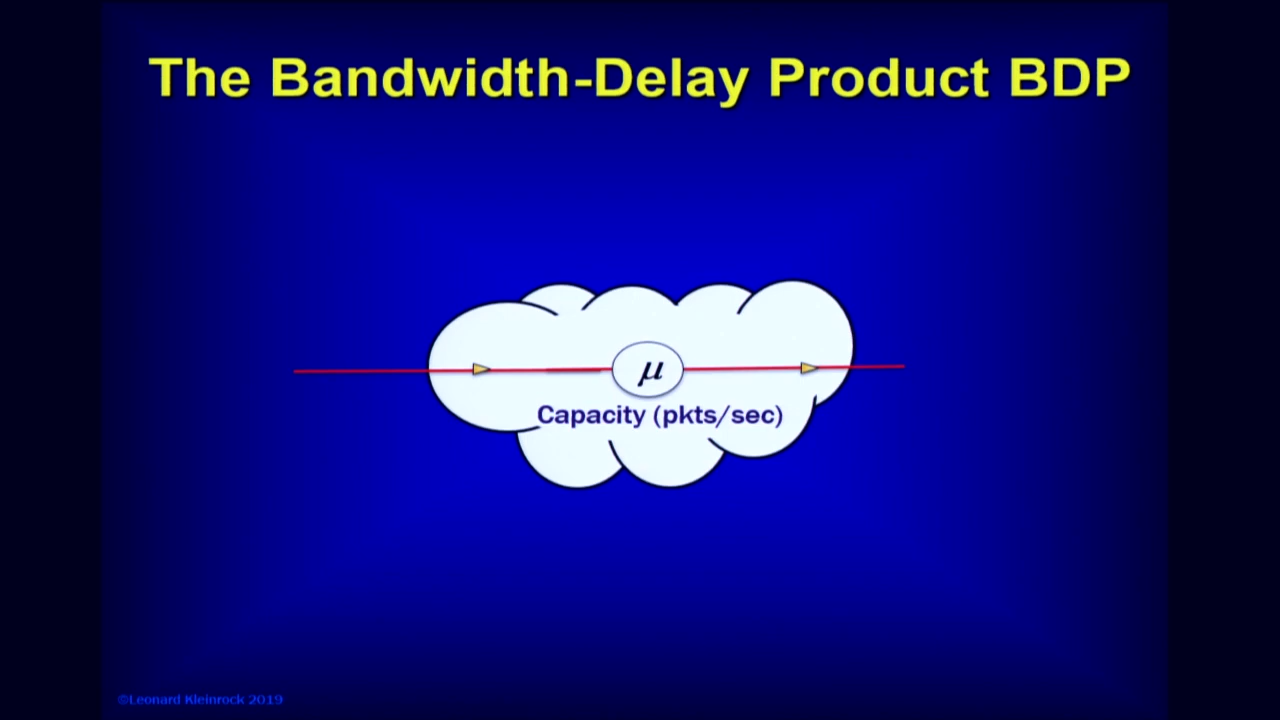 The Bandwidth-Delay Product BDP
μ
Capacity (pkts/sec)
©Leonard Kleinrock 2019